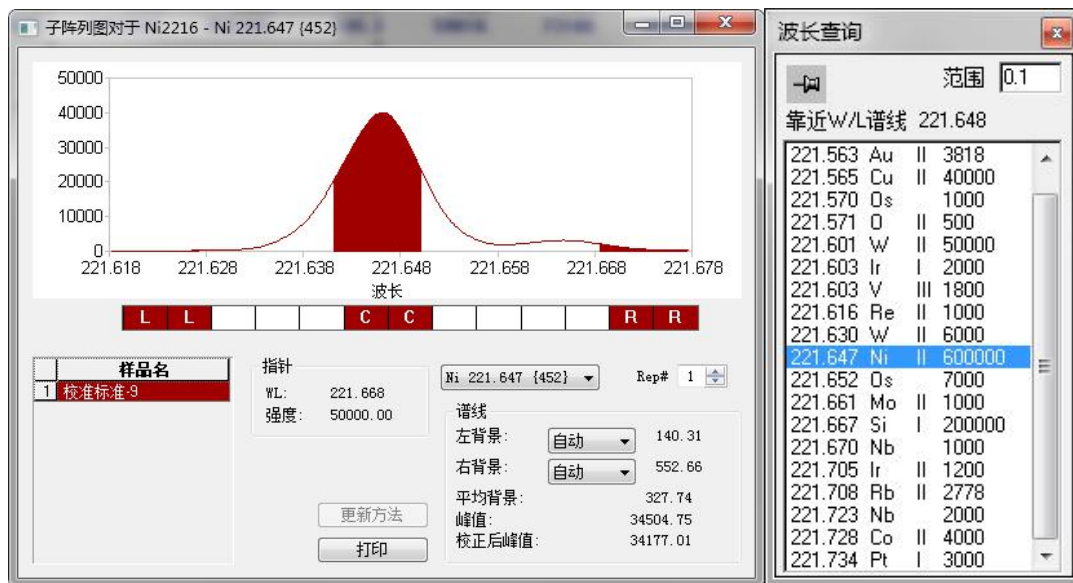 子阵列图对于 Ni2216 - Ni 221.647 {452}
50000
40000
30000
20000
10000
0
221.618 221.628 221.638 221.648 221.658 221.668 221.678
波长
L L C C R R
样品名
1 校准标准-9
指针
WL: 221.668
强度: 50000.00
更新方法
打印
Ni 221.647 {452} Rep# 1
谱线
左背景: 自动 140.31
右背景: 自动 552.66
平均背景: 327.74
峰值: 34504.75
校正后峰值: 34177.01
波长查询
范围 0.1
靠近W/L谱线 221.648
221.563 Au II 3818
221.565 Cu II 40000
221.570 Os 1000
221.571 O II 500
221.601 W II 50000
221.603 Ir I 2000
221.603 V III 1800
221.616 Re II 1000
221.630 W II 6000
221.647 Ni II 600000
221.652 Os 7000
221.661 Mo II 1000
221.667 Si I 200000
221.670 Nb 1000
221.705 Ir II 1200
221.708 Rb II 2778
221.723 Nb 2000
221.728 Co II 4000
221.734 Pt I 3000